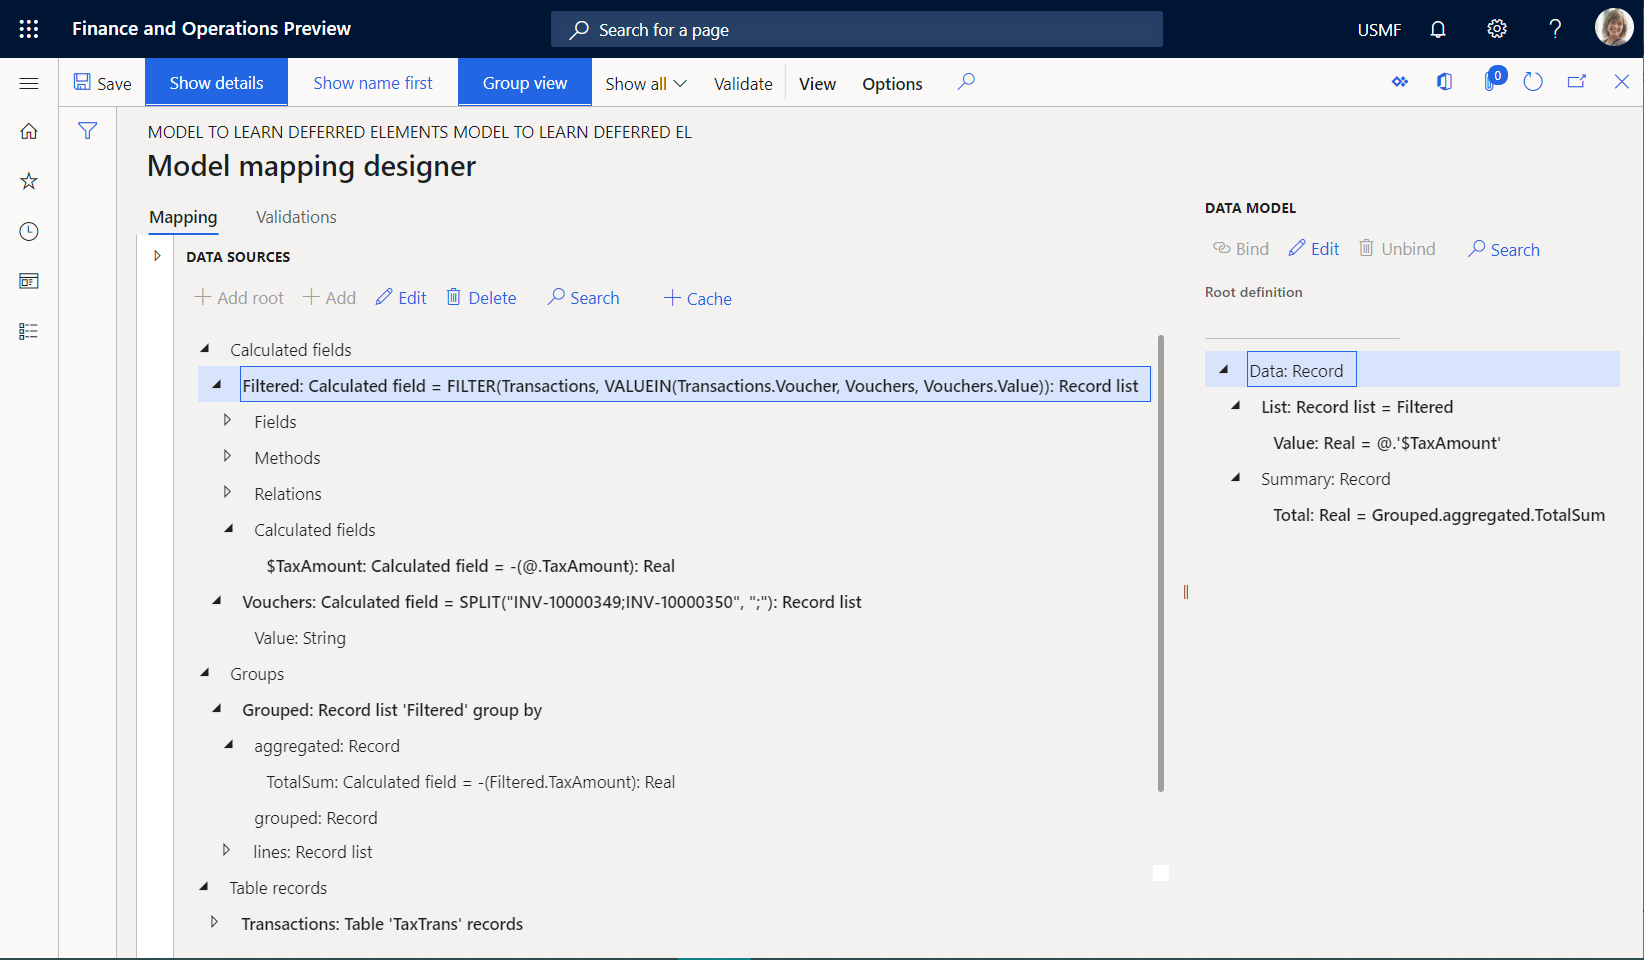 Finance and Operations Preview
Search for a page
USMF
?
Save
Show details
Show name first
Group view
Show all
Validate
View
Options
0
MODEL TO LEARN DEFERRED ELEMENTS MODEL TO LEARN DEFERRED EL
Model mapping designer
Mapping
Validations
DATA SOURCES
+ Add root
+ Add
Edit
Delete
Search
+ Cache
Calculated fields
Filtered: Calculated field = FILTER(Transactions, VALUEIN(Transactions.Voucher, Vouchers, Vouchers.Value)): Record list
Fields
Methods
Relations
Calculated fields
$TaxAmount: Calculated field = -(@.TaxAmount): Real
Vouchers: Calculated field = SPLIT("INV-10000349;INV-10000350", ";"): Record list
Value: String
Groups
Grouped: Record list 'Filtered' group by
aggregated: Record
TotalSum: Calculated field = -(Filtered.TaxAmount): Real
grouped: Record
lines: Record list
Table records
Transactions: Table 'TaxTrans' records
DATA MODEL
Bind
Edit
Unbind
Search
Root definition
Data: Record
List: Record list = Filtered
Value: Real = @.'$TaxAmount'
Summary: Record
Total: Real = Grouped.aggregated.TotalSum